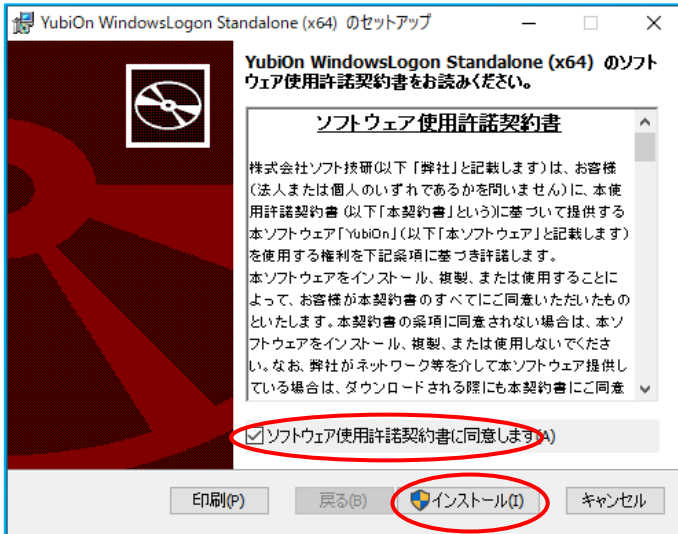 YubiOn WindowsLogon Standalone (x64) のセットアップ
YubiOn WindowsLogon Standalone (x64) のソフト
ウェア使用許諾契約書をお読みください。
ソフトウェア使用許諾契約書
株式会社ソフト技研(以下「弊社」と記載します)は、お客様
(法人または個人のいずれであるかを問いません)に、本使
用許諾契約書(以下「本契約書」という)に基づいて提供する
本ソフトウェア「YubiOn」(以下「本ソフトウェア」と記載します)
を使用する権利を下記条項に基づき許諾します。
本ソフトウェアをインストール、複製、または使用することに
よって、お客様が本契約書のすべてにご同意いただいたもの
といたします。本契約書の条項に同意されない場合は、本ソ
フトウェアをインストール、複製、または使用しないでくださ
い。なお、弊社がネットワーク等を介して本ソフトウェア提供し
ている場合は、ダウンロードされる際にも本契約書にご同意
ソフトウェア使用許諾契約書に同意します(A)
印刷(P)
戻る(B)
インストール(I)
キャンセル